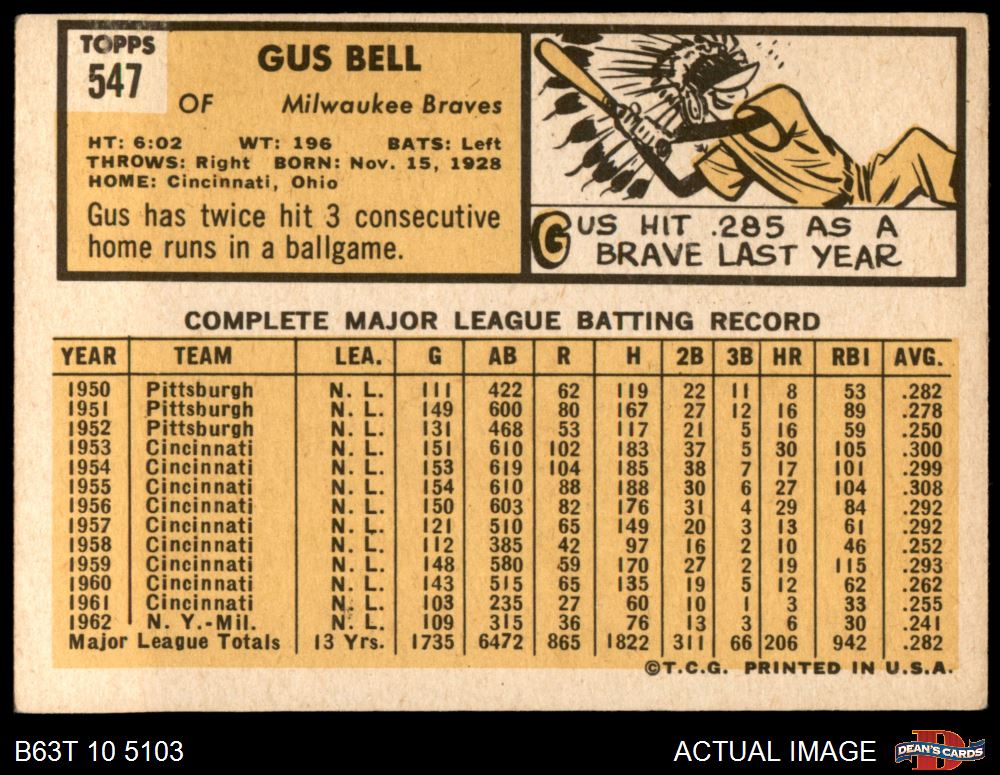 TOPPS
547
GUS BELL
OF Milwaukee Braves
HT: 6:02 WT: 196 BATS: Left
THROWS: Right BORN: Nov. 15, 1928
HOME: Cincinnati, Ohio
Gus has twice hit 3 consecutive
home runs in a ballgame.
GUS HIT .285 AS A
BRAVE LAST YEAR
COMPLETE MAJOR LEAGUE BATTING RECORD
YEAR TEAM LEA. G AB R H 2B 3B HR RBI AVG.
1950 Pittsburgh N. L. 111 422 62 119 22 11 8 53 .282
1951 Pittsburgh N. L. 149 600 80 167 27 12 16 89 .278
1952 Pittsburgh N. L. 131 468 53 117 21 5 16 59 .250
1953 Cincinnati N. L. 151 610 102 183 37 5 30 105 .300
1954 Cincinnati N. L. 153 619 104 185 38 7 17 101 .299
1955 Cincinnati N. L. 154 610 88 188 30 6 27 104 .308
1956 Cincinnati N. L. 150 603 82 176 31 4 29 84 .292
1957 Cincinnati N. L. 121 510 65 149 20 3 13 61 .292
1958 Cincinnati N. L. 112 385 42 97 16 2 10 46 .252
1959 Cincinnati N. L. 148 580 59 170 27 2 19 115 .293
1960 Cincinnati N. L. 143 515 65 135 19 5 12 62 .262
1961 Cincinnati N. L. 103 235 27 60 10 1 3 33 .255
1962 N. Y.-Mil. N. L. 109 315 36 76 13 3 6 30 .241
Major League Totals 13 Yrs. 1735 6472 865 1822 311 66 206 942 .282
©T.C.G. PRINTED IN U.S.A.
B63T 10 5103 ACTUAL IMAGE DEAN'S CARDS